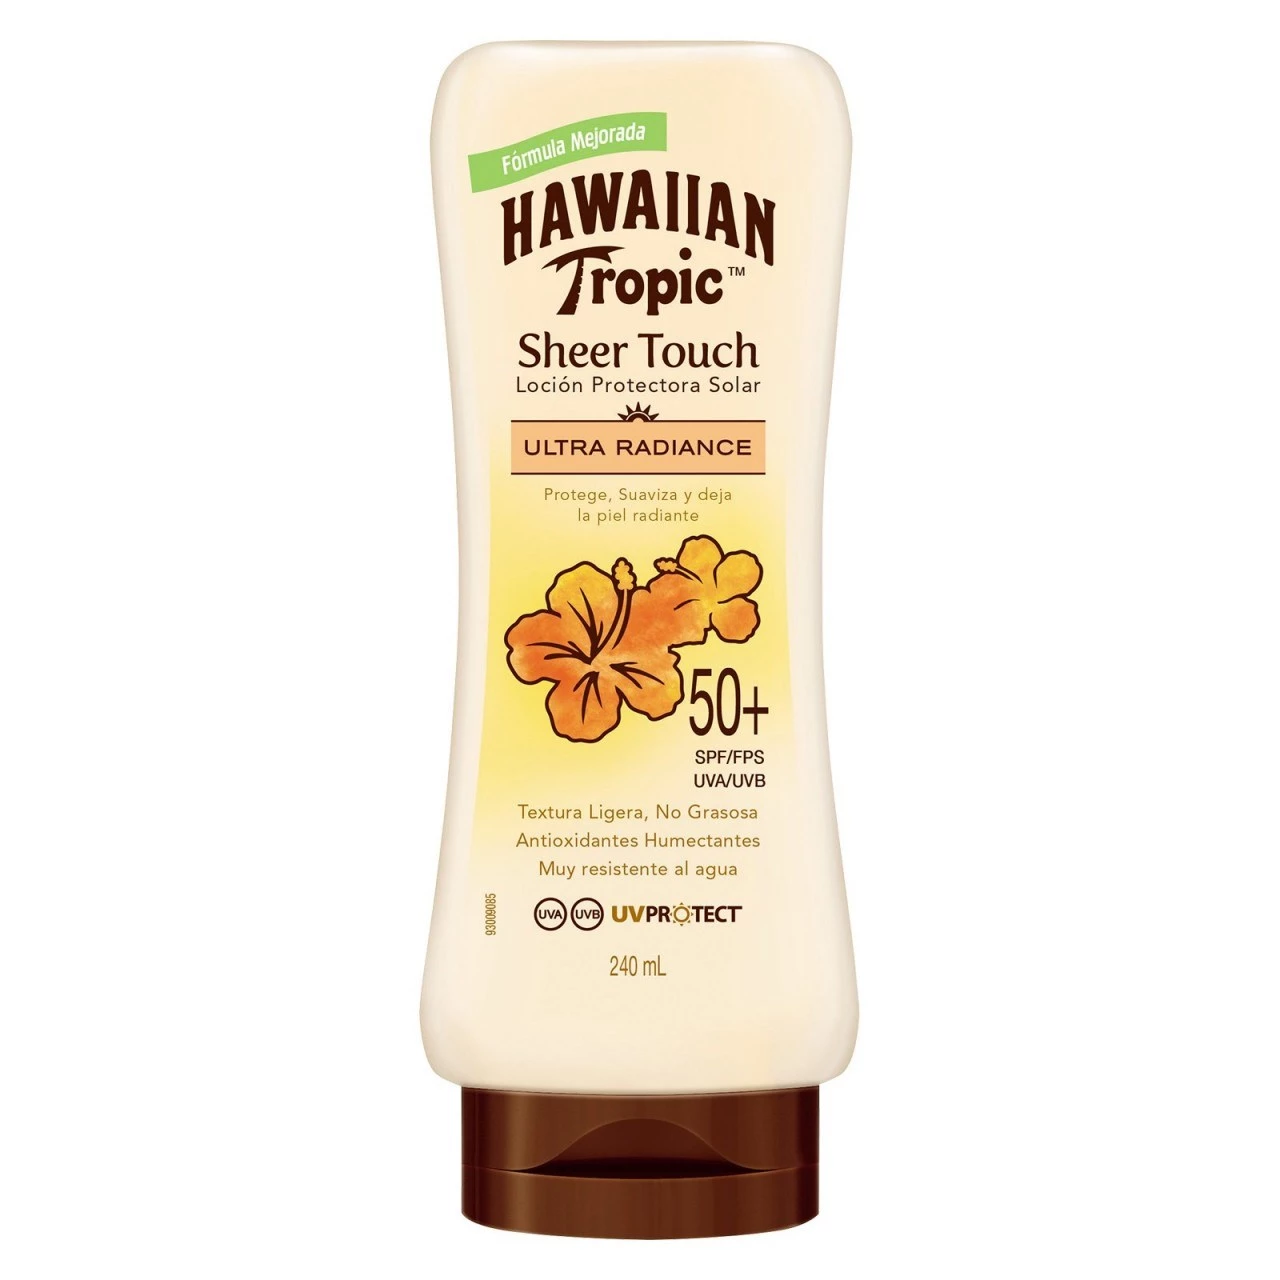 Fórmula Mejorada
HAWAIIAN
Tropic™
Sheer Touch
Loción Protectora Solar
ULTRA RADIANCE
Protege, Suaviza y deja
la piel radiante
50+
SPF/FPS
UVA/UVB
Textura Ligera, No Grasosa
Antioxidantes Humectantes
Muy resistente al agua
93009085
UVA UVB UVPROTECT
240 mL